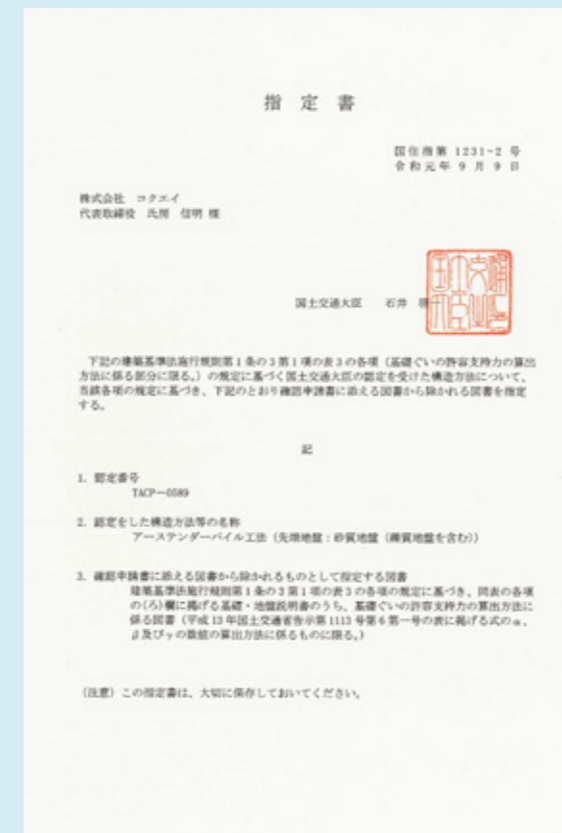 指 定 書
国住指第 1231-2 号
令和元年 9 月 9 日
株式会社 コクエイ
代表取締役 氏房 信明 様
国土交通大臣 石井
下記の建築基準法施行規則第1条の3第1項の表3の各項（基礎ぐいの許容支持力の算出
方法に係る部分に限る。）の規定に基づく国土交通大臣の認定を受けた構造方法について、
当該各項の規定に基づき、下記のとおり確認申請書に添える図書から除かれる図書を指定
する。
記
1. 認定番号
TACP－0589
2. 認定をした構造方法等の名称
アーステンダーパイル工法（先端地盤：砂質地盤（礫質地盤を含む））
3. 確認申請書に添える図書から除かれるものとして指定する図書
建築基準法施行規則第1条の3第1項の表3の各項の規定に基づき、同表の各項
の(ろ)欄に掲げる基礎・地盤説明書のうち、基礎ぐいの許容支持力の算出方法に
係る図書（平成13年国土交通省告示第1113号第6第一号の表に掲げる式のα、
β及びγの数値の算出方法に係るものに限る。）
（注意）この指定書は、大切に保存しておいてください。